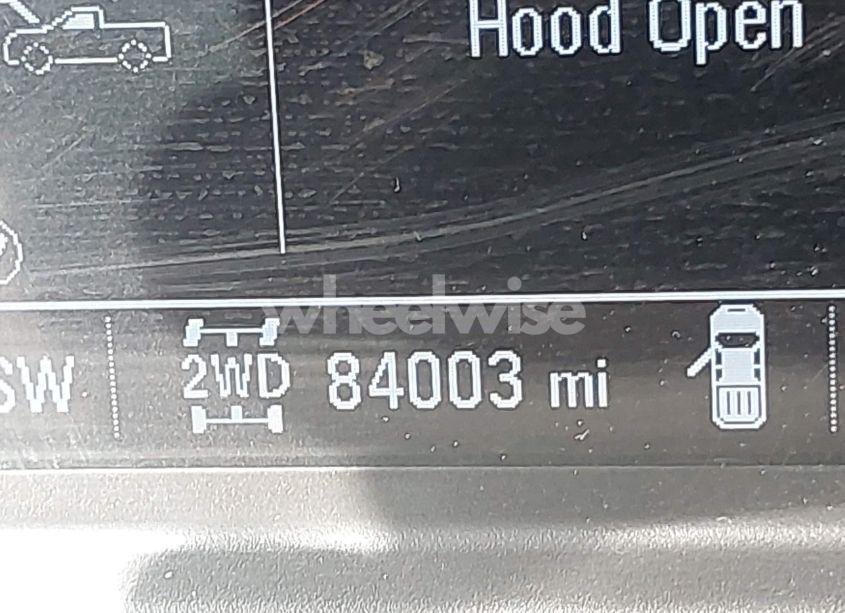 Hood Open
wheelwise
SW
2WD
84003 mi